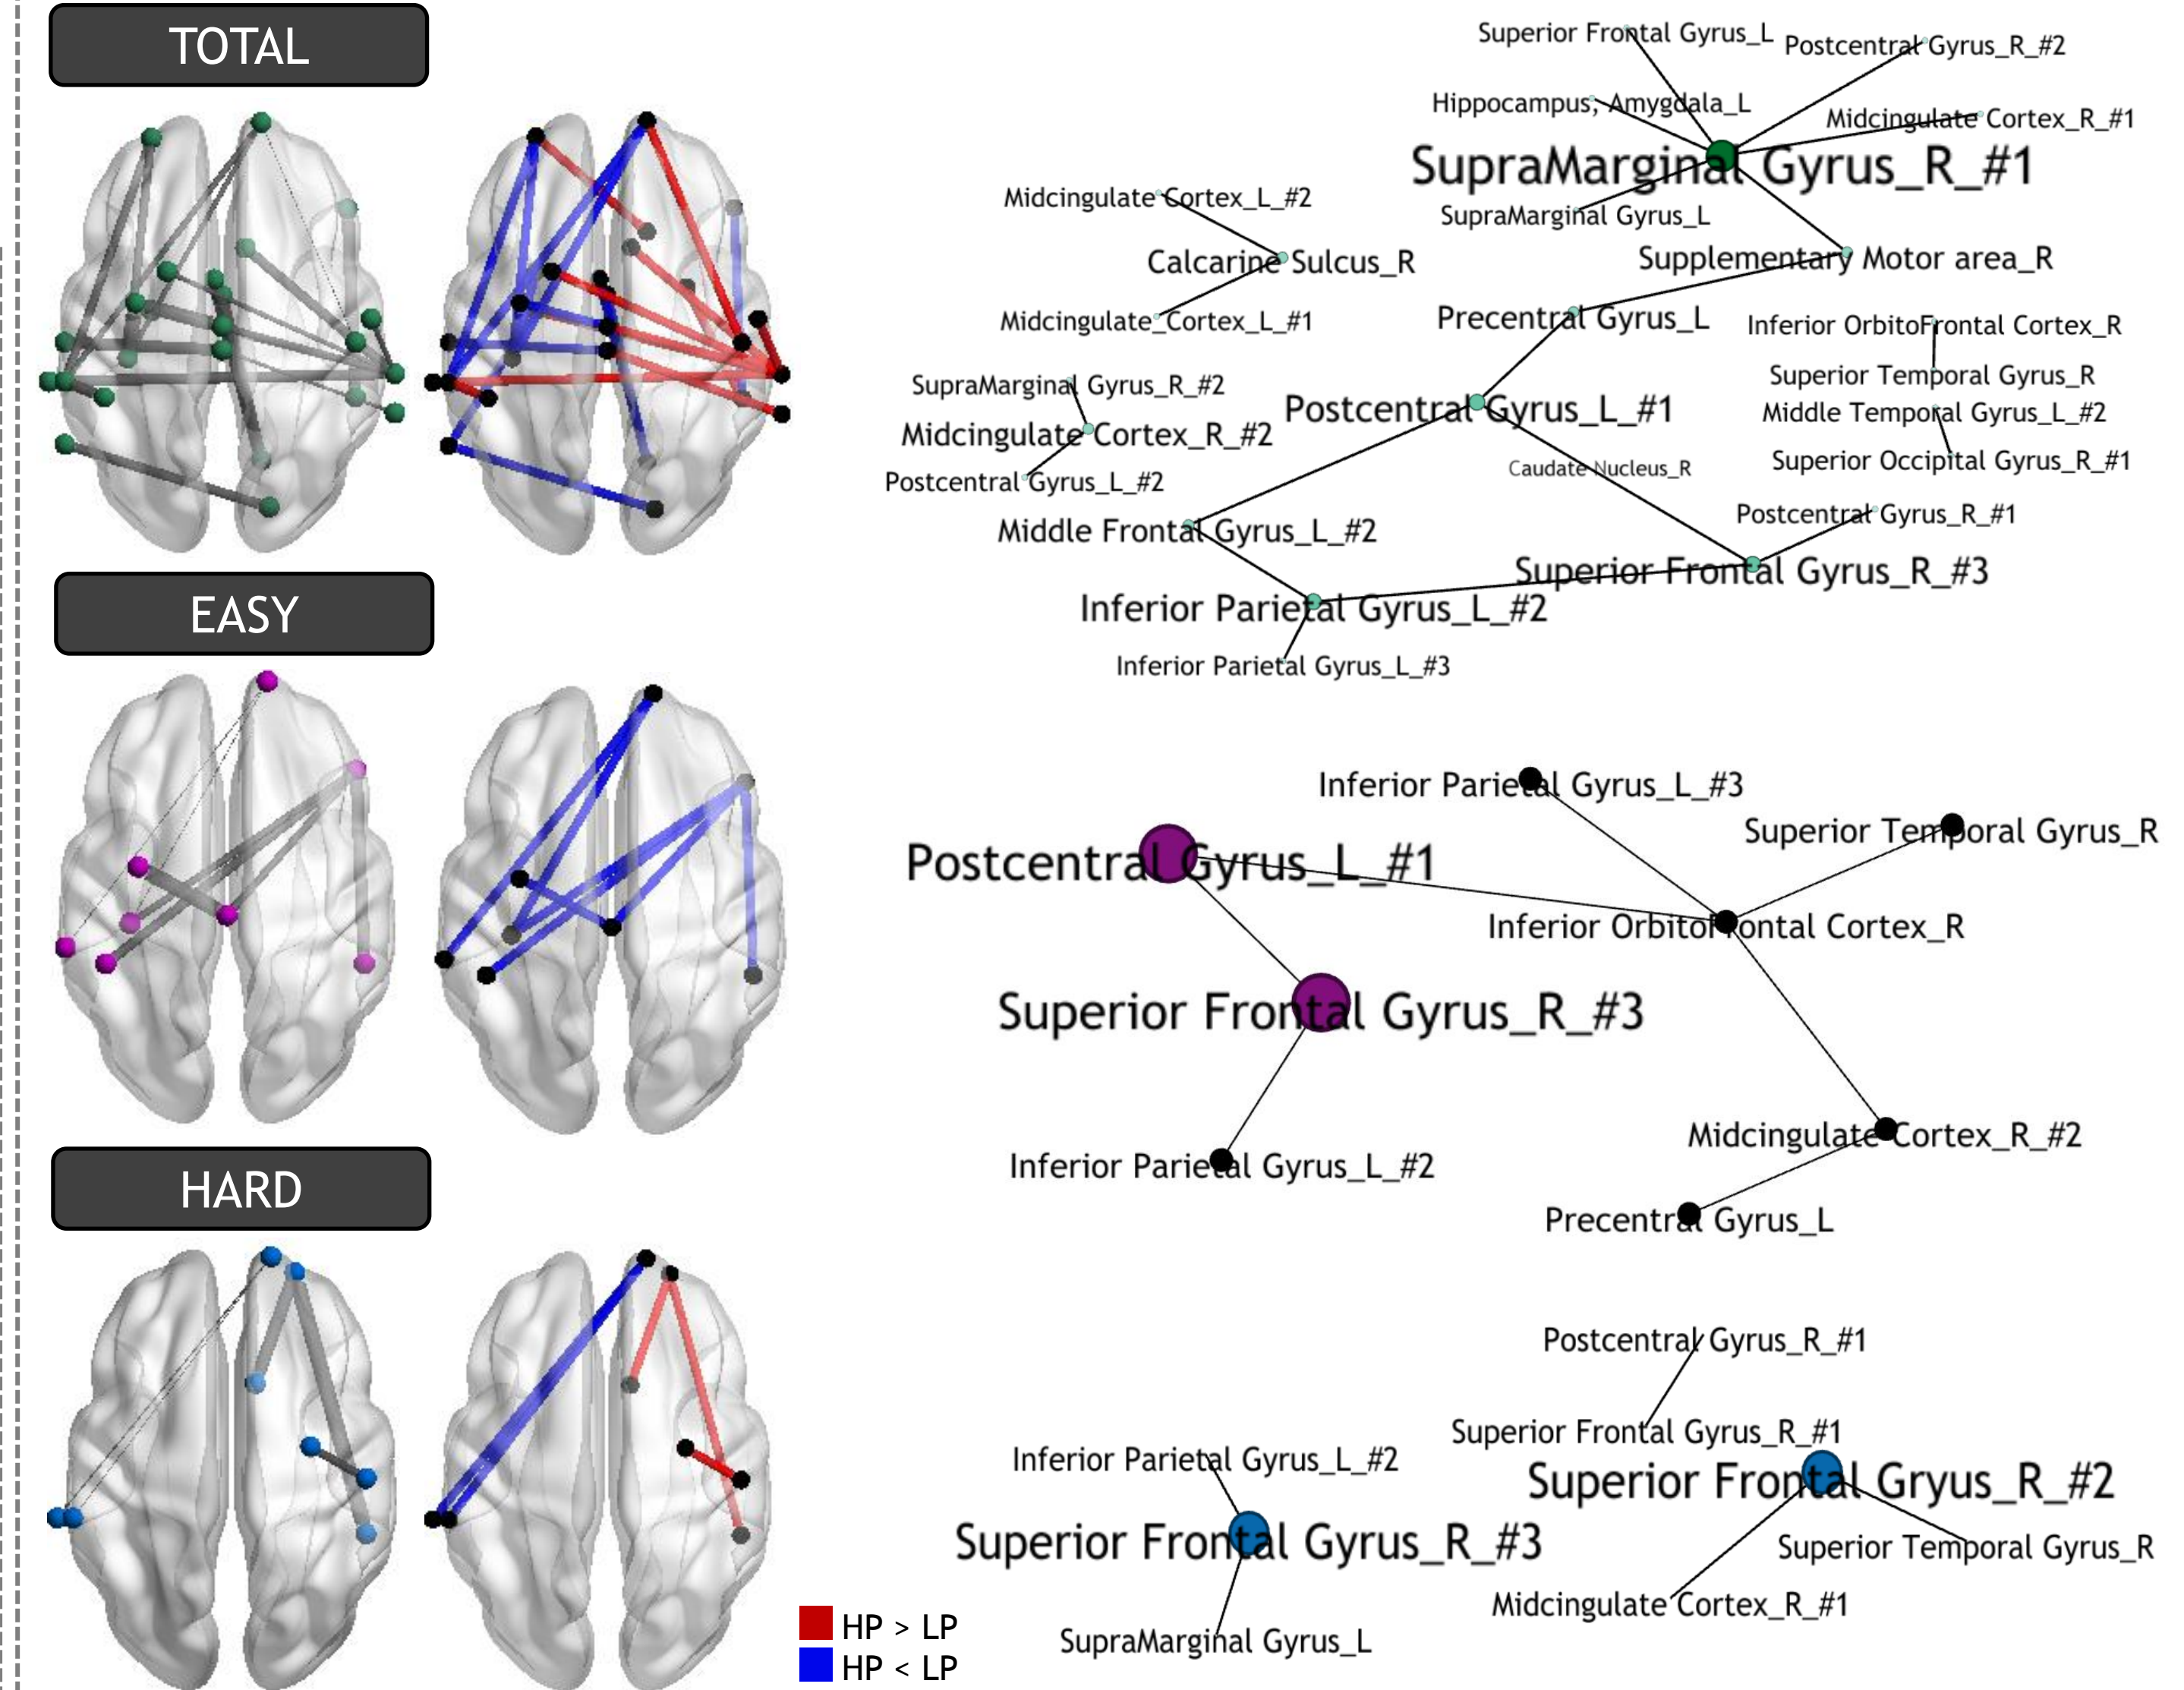 TOTAL
Superior Frontal Gyrus_L
Postcentral Gyrus_R_#2
Hippocampus, Amygdala_L
Midcingulate Cortex_R_#1
SupraMarginal Gyrus_R_#1
Midcingulate Cortex_L_#2
SupraMarginal Gyrus_L
Calcarine Sulcus_R
Supplementary Motor area_R
Midcingulate_Cortex_L_#1
Precentral Gyrus_L
Inferior OrbitoFrontal Cortex_R
SupraMarginal Gyrus_R_#2
Superior Temporal Gyrus_R
Postcentral Gyrus_L_#1
Middle Temporal Gyrus_L_#2
Midcingulate Cortex_R_#2
Superior Occipital Gyrus_R_#1
Caudate Nucleus_R
Postcentral Gyrus_L_#2
Postcentral Gyrus_R_#1
Middle Frontal Gyrus_L_#2
Superior Frontal Gyrus_R_#3
Inferior Parietal Gyrus_L_#2
Inferior Parietal Gyrus_L_#3
EASY
Inferior Parietal Gyrus_L_#3
Superior Temporal Gyrus_R
Postcentral Gyrus_L_#1
Inferior OrbitoFrontal Cortex_R
Superior Frontal Gyrus_R_#3
Midcingulate Cortex_R_#2
Inferior Parietal Gyrus_L_#2
Precentral Gyrus_L
HARD
Postcentral Gyrus_R_#1
Superior Frontal Gyrus_R_#1
Inferior Parietal Gyrus_L_#2
Superior Frontal Gryus_R_#2
Superior Frontal Gyrus_R_#3
Superior Temporal Gyrus_R
Midcingulate Cortex_R_#1
SupraMarginal Gyrus_L
HP > LP
HP < LP